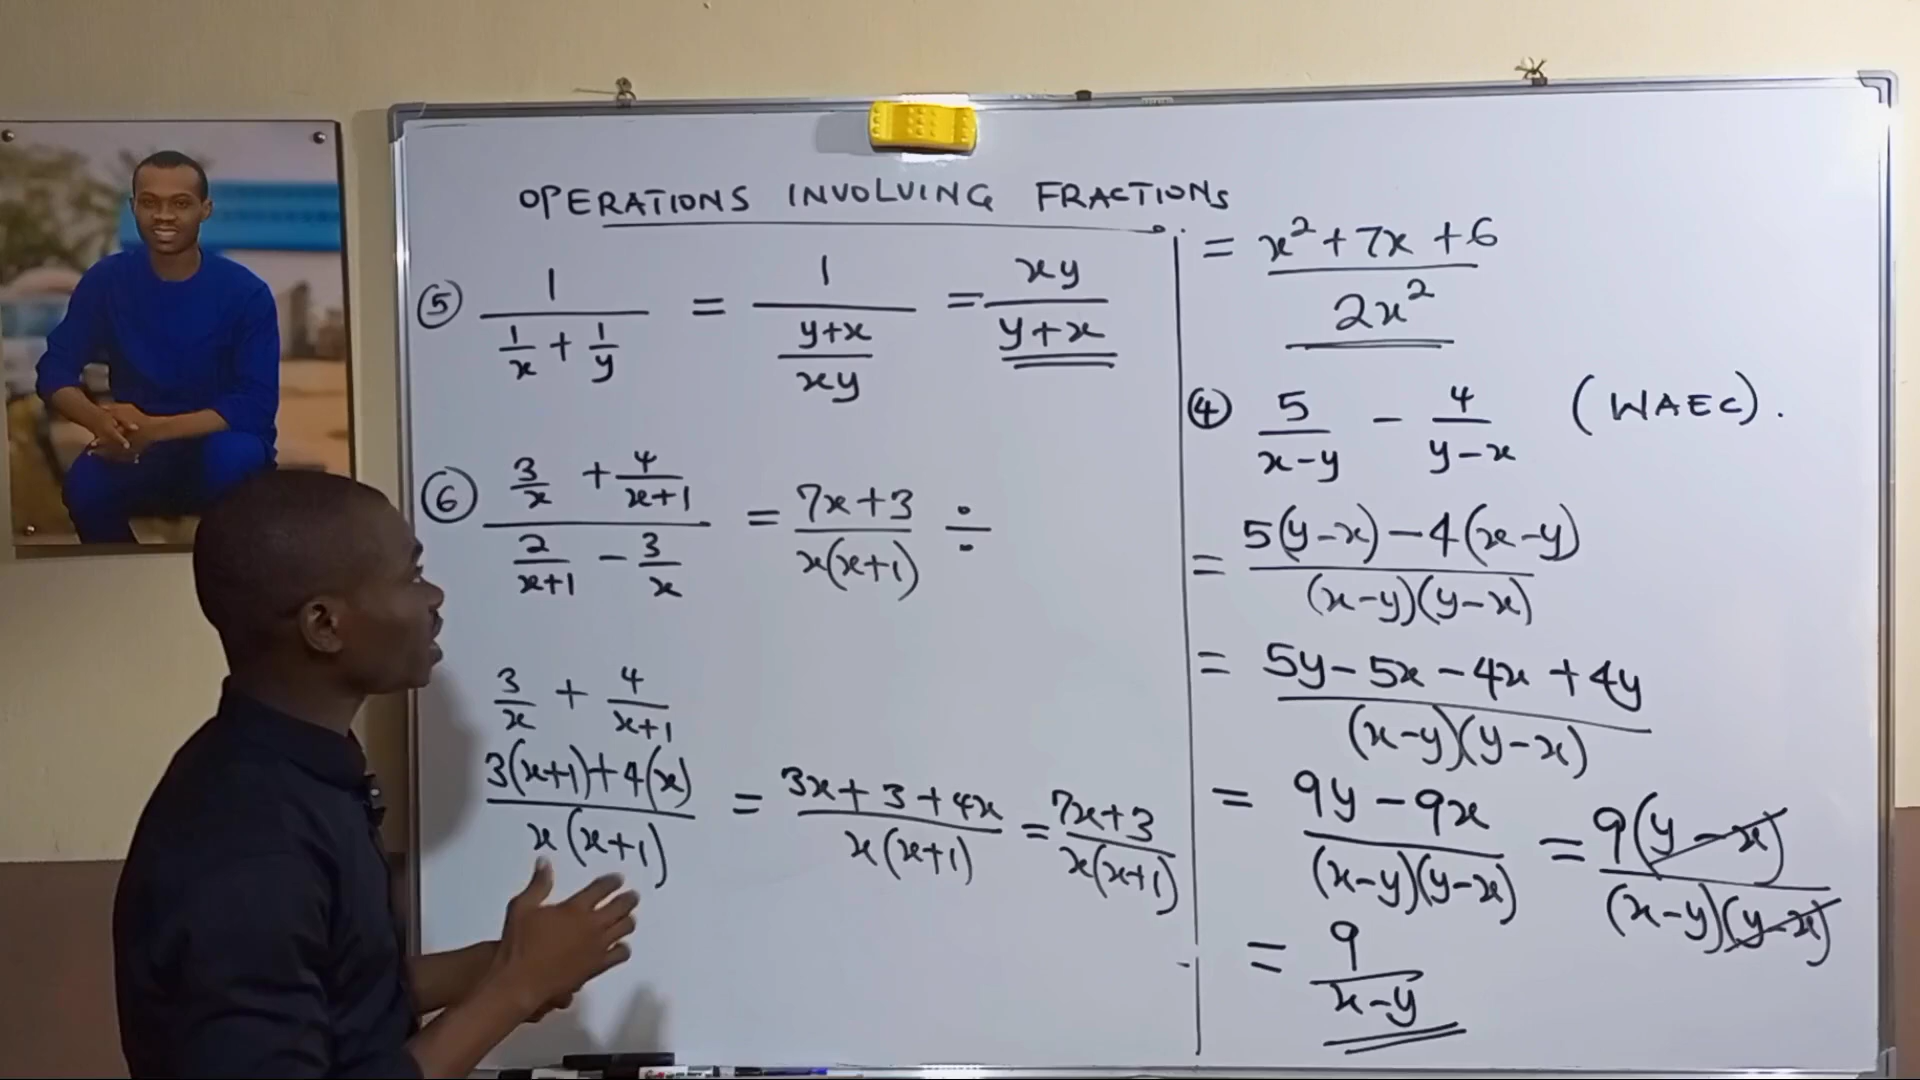 OPERATIONS INVOLVING FRACTIONS
⑤ 1/(1/x + 1/y) = 1/((y+x)/(xy)) = xy/(y+x)
⑥ (3/x + 4/(x+1))/(2/(x+1) - 3/x) = (7x+3)/(x(x+1)) ÷
3/x + 4/(x+1)
(3(x+1)+4(x))/(x(x+1)) = (3x+3+4x)/(x(x+1)) = (7x+3)/(x(x+1))
= (x²+7x+6)/(2x²)
④ 5/(x-y) - 4/(y-x) (WAEC).
= (5(y-x)-4(x-y))/((x-y)(y-x))
= (5y-5x-4x+4y)/((x-y)(y-x))
= (9y-9x)/((x-y)(y-x)) = 9(y-x)/((x-y)(y-x))
= 9/(x-y)